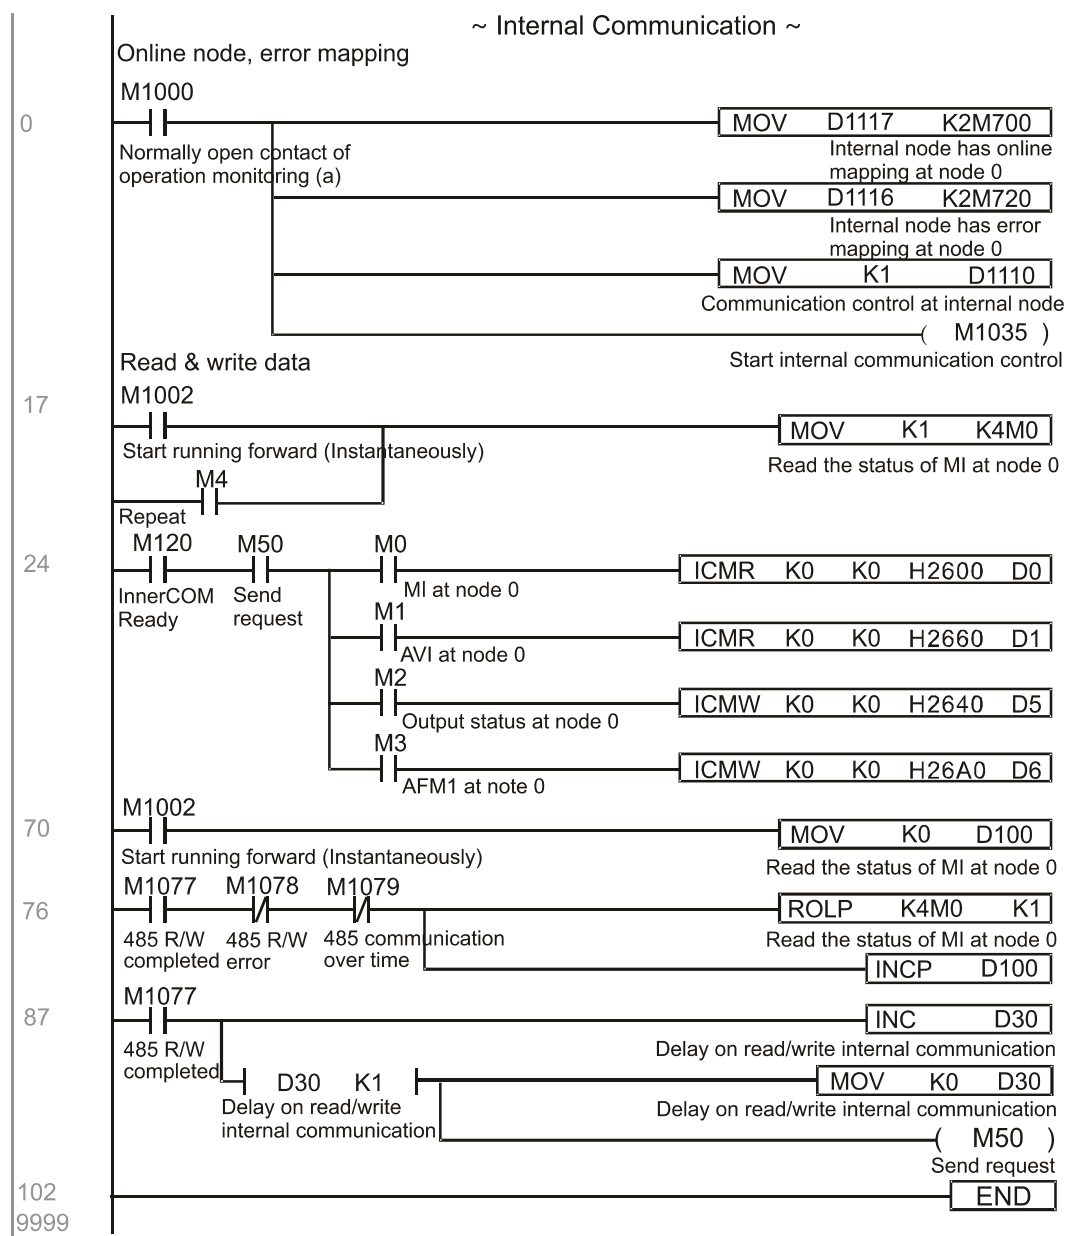 ~ Internal Communication ~
Online node, error mapping
M1000
0
MOV D1117 K2M700
Normally open contact of
operation monitoring (a)
Internal node has online
mapping at node 0
MOV D1116 K2M720
Internal node has error
mapping at node 0
MOV K1 D1110
Communication control at internal node
( M1035 )
Start internal communication control
Read & write data
M1002
17
MOV K1 K4M0
Start running forward (Instantaneously)
Read the status of MI at node 0
M4
Repeat
M120 M50 M0
24
ICMR K0 K0 H2600 D0
InnerCOM
Ready
Send
request
MI at node 0
M1
ICMR K0 K0 H2660 D1
AVI at node 0
M2
ICMW K0 K0 H2640 D5
Output status at node 0
M3
ICMW K0 K0 H26A0 D6
AFM1 at note 0
M1002
70
MOV K0 D100
Start running forward (Instantaneously)
Read the status of MI at node 0
M1077 M1078 M1079
76
ROLP K4M0 K1
485 R/W
completed
485 R/W
error
485 communication
over time
Read the status of MI at node 0
INCP D100
M1077
87
INC D30
485 R/W
completed
Delay on read/write internal communication
D30 K1
MOV K0 D30
Delay on read/write
internal communication
Delay on read/write internal communication
( M50 )
Send request
102
END
9999